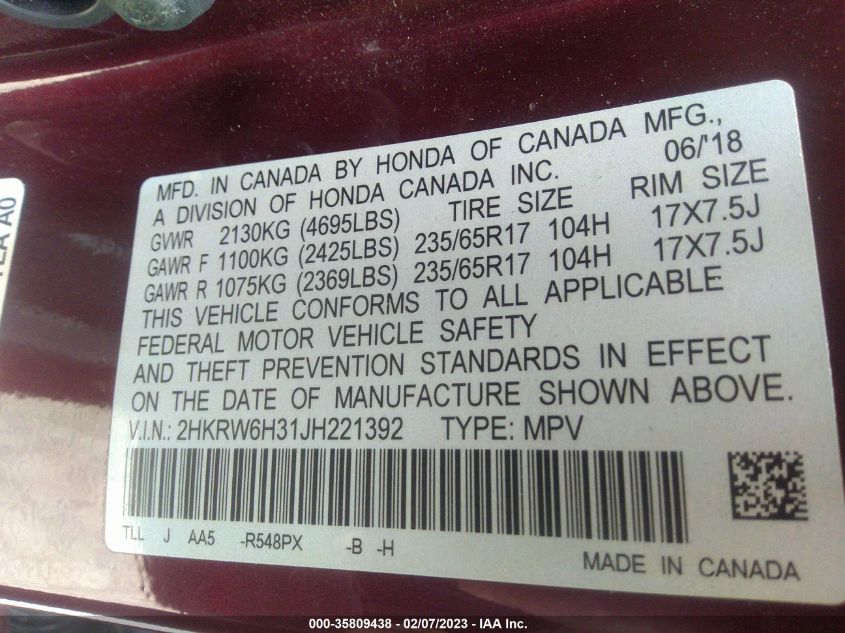 MFD. IN CANADA BY HONDA OF CANADA MFG.,
A DIVISION OF HONDA CANADA INC. 06/'18
GVWR 2130KG (4695LBS) TIRE SIZE RIM SIZE
GAWR F 1100KG (2425LBS) 235/65R17 104H 17X7.5J
GAWR R 1075KG (2369LBS) 235/65R17 104H 17X7.5J
THIS VEHICLE CONFORMS TO ALL APPLICABLE
FEDERAL MOTOR VEHICLE SAFETY
AND THEFT PREVENTION STANDARDS IN EFFECT
ON THE DATE OF MANUFACTURE SHOWN ABOVE.
V.I.N.: 2HKRW6H31JH221392 TYPE: MPV
TLL J AA5 -R548PX -B -H
MADE IN CANADA
A0
000-35809438 - 02/07/2023 - IAA Inc.